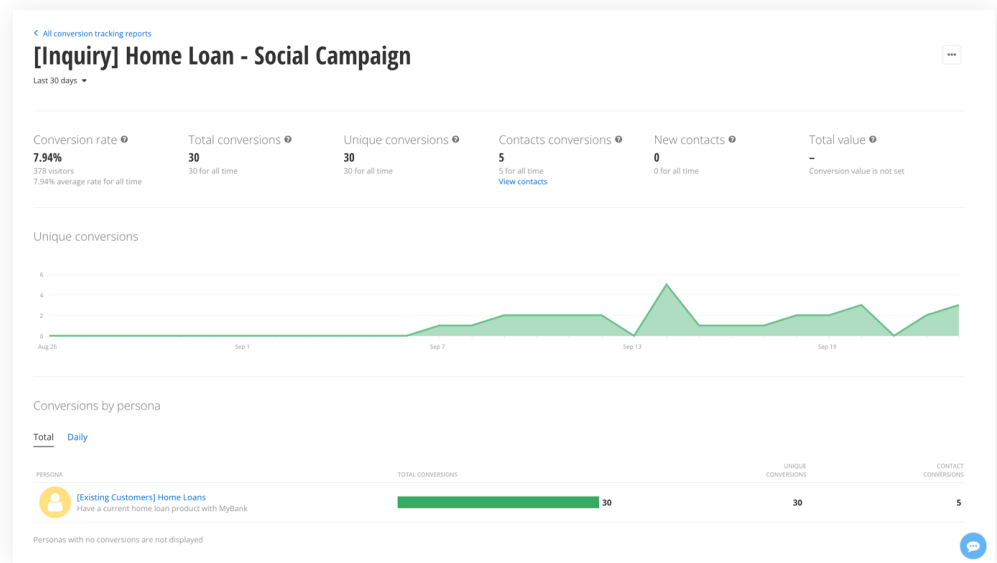 All conversion tracking reports
[Inquiry] Home Loan - Social Campaign
Last 30 days
Conversion rate
7.94%
378 visitors
7.94% average rate for all time
Total conversions
30
30 for all time
Unique conversions
30
30 for all time
Contacts conversions
5
5 for all time
View contacts
New contacts
0
0 for all time
Total value
–
Conversion value is not set
Unique conversions
6
4
2
0
Aug 26 Sep 1 Sep 7 Sep 13 Sep 19
Conversions by persona
Total Daily
PERSONA TOTAL CONVERSIONS UNIQUE CONVERSIONS CONTACT CONVERSIONS
[Existing Customers] Home Loans
Have a current home loan product with MyBank
30 30 5
Personas with no conversions are not displayed